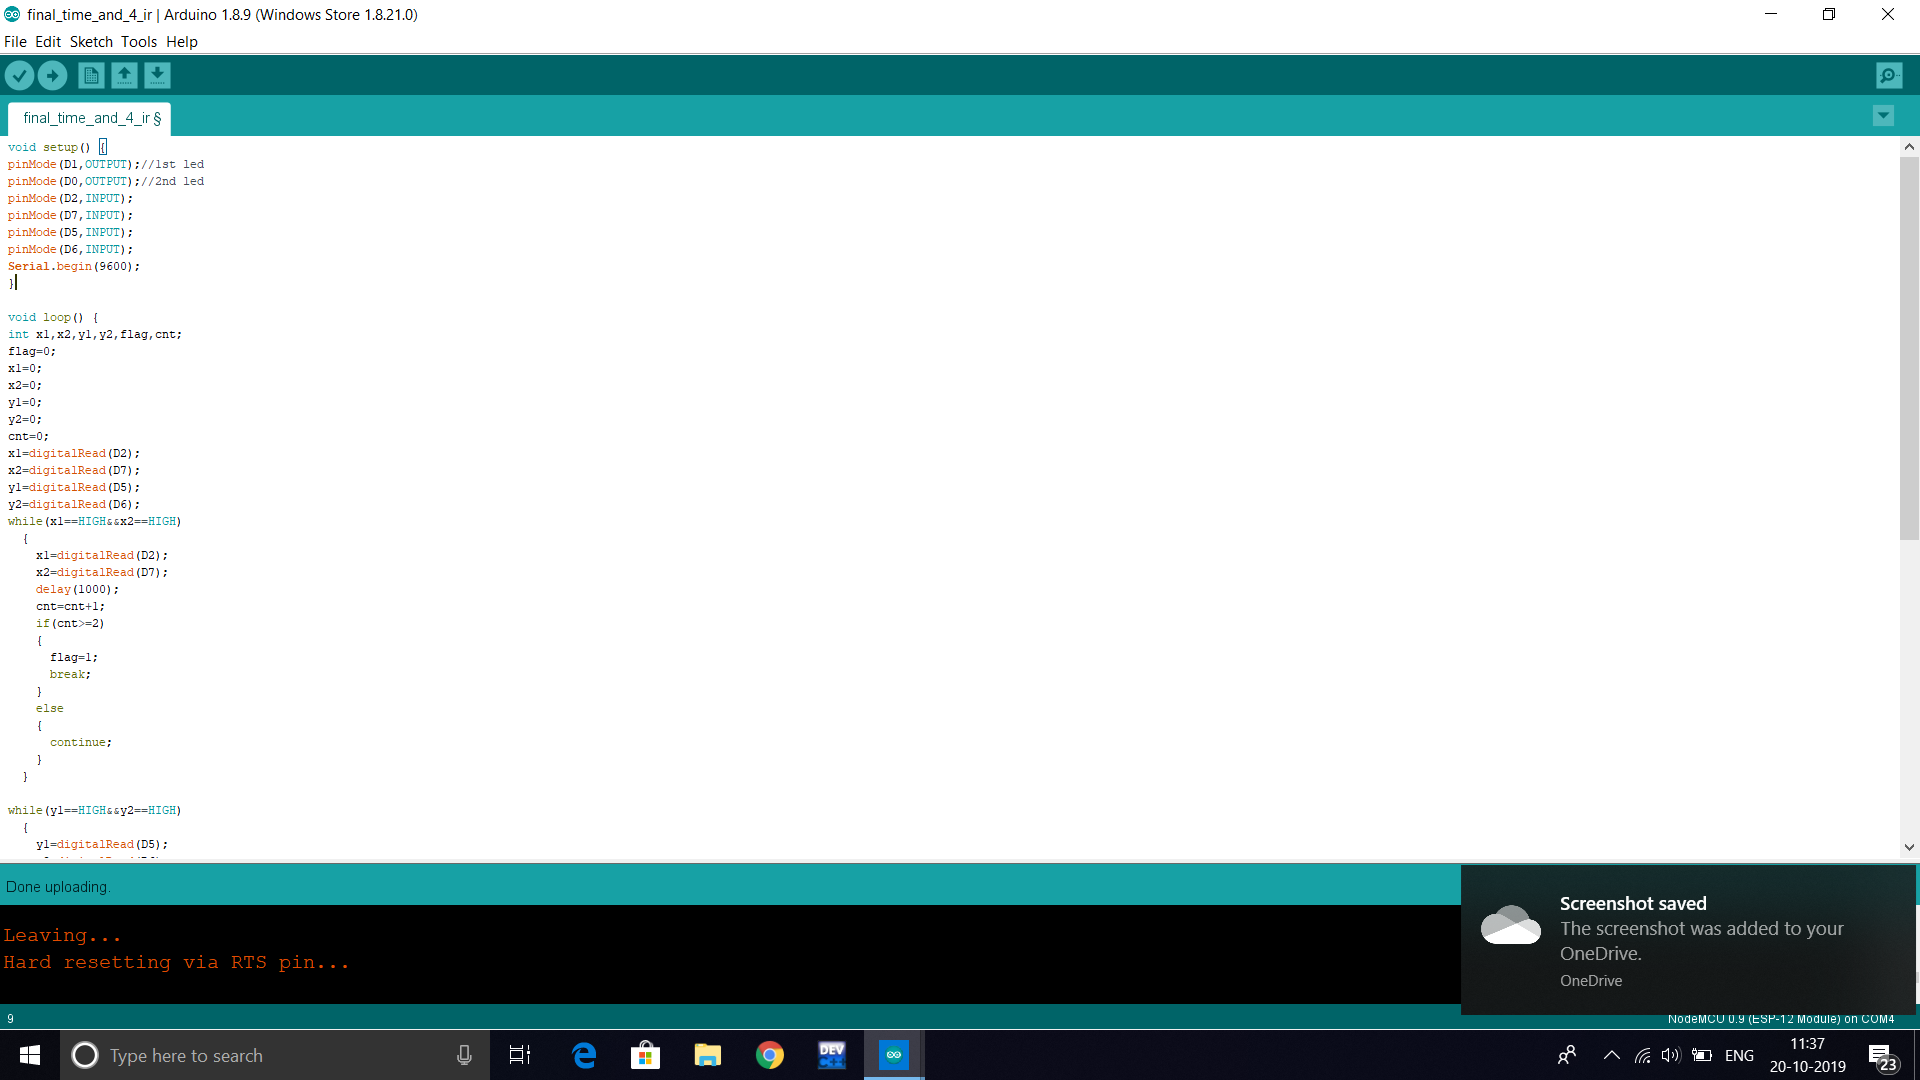 final_time_and_4_ir | Arduino 1.8.9 (Windows Store 1.8.21.0)
File Edit Sketch Tools Help
final_time_and_4_ir §
void setup() {
pinMode(D1,OUTPUT);//1st led
pinMode(D0,OUTPUT);//2nd led
pinMode(D2,INPUT);
pinMode(D7,INPUT);
pinMode(D5,INPUT);
pinMode(D6,INPUT);
Serial.begin(9600);
}
void loop() {
int x1,x2,y1,y2,flag,cnt;
flag=0;
x1=0;
x2=0;
y1=0;
y2=0;
cnt=0;
x1=digitalRead(D2);
x2=digitalRead(D7);
y1=digitalRead(D5);
y2=digitalRead(D6);
while(x1==HIGH&&x2==HIGH)
{
x1=digitalRead(D2);
x2=digitalRead(D7);
delay(1000);
cnt=cnt+1;
if(cnt>=2)
{
flag=1;
break;
}
else
{
continue;
}
}
while(y1==HIGH&&y2==HIGH)
{
y1=digitalRead(D5);
Done uploading.
Leaving...
Hard resetting via RTS pin...
Screenshot saved
The screenshot was added to your
OneDrive.
OneDrive
9
NodeMCU 0.9 (ESP-12 Module) on COM4
Type here to search
DEV
ENG
11:37
20-10-2019
23